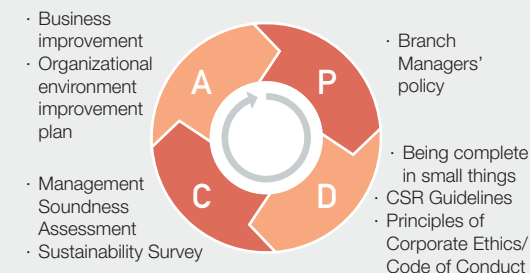 · Business
improvement
· Organizational
environment
improvement
plan
A
P
· Branch
Managers’
policy
· Management
Soundness
Assessment
· Sustainability Survey
C
D
· Being complete
in small things
· CSR Guidelines
· Principles of
Corporate Ethics/
Code of Conduct